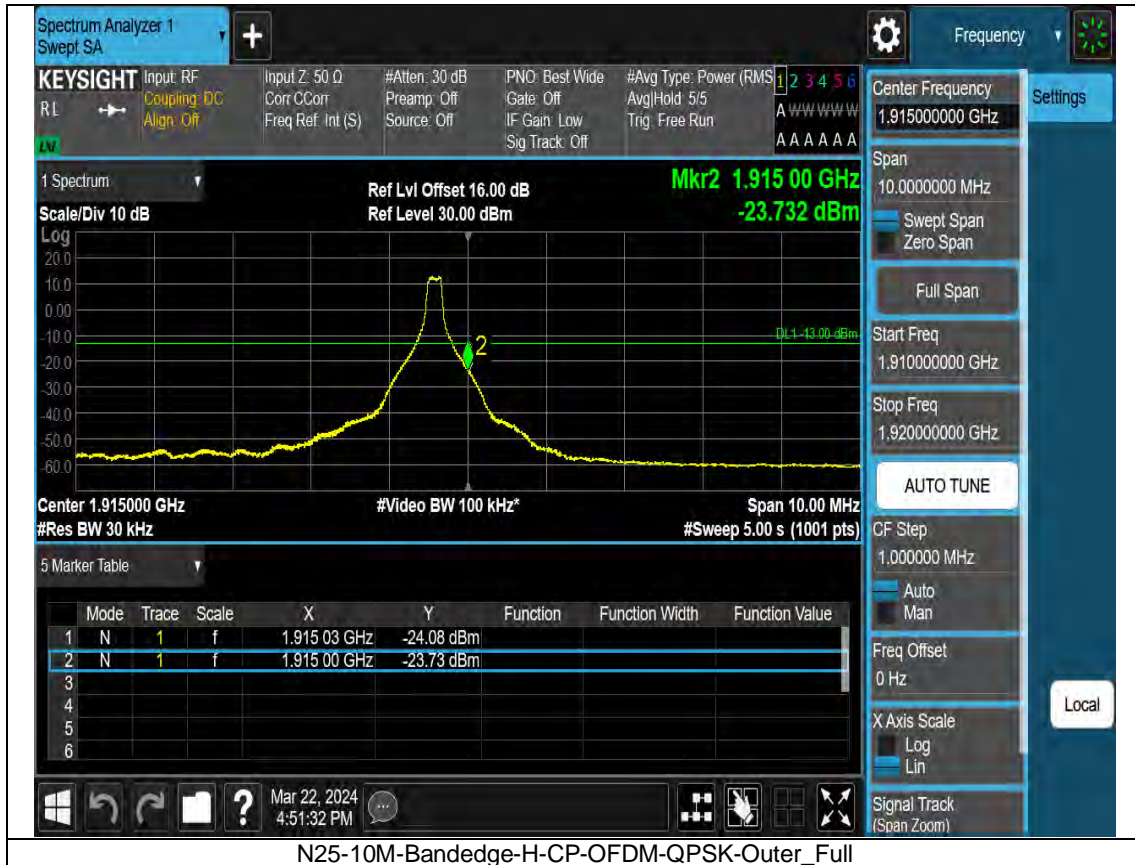 Spectrum Analyzer 1
Swept SA
+
Frequency
KEYSIGHT
RL
Input: RF
Coupling: DC
Align: Off
Input Z: 50 Ω
Corr CCorr
Freq Ref: Int (S)
#Atten: 30 dB
Preamp: Off
Source: Off
PNO: Best Wide
Gate: Off
IF Gain: Low
Sig Track: Off
#Avg Type: Power (RMS
Avg|Hold: 5/5
Trig: Free Run
1 2 3 4 5 6
A W W W W W
A A A A A A
1 Spectrum
Scale/Div 10 dB
Ref Lvl Offset 16.00 dB
Ref Level 30.00 dBm
Mkr2 1.915 00 GHz
-23.732 dBm
Log
20.0
10.0
0.00
-10.0
-20.0
-30.0
-40.0
-50.0
-60.0
DL1 -13.00 dBm
2
Center 1.915000 GHz
#Video BW 100 kHz*
Span 10.00 MHz
#Res BW 30 kHz
#Sweep 5.00 s (1001 pts)
5 Marker Table
Mode Trace Scale X Y Function Function Width Function Value
1 N 1 f 1.915 03 GHz -24.08 dBm
2 N 1 f 1.915 00 GHz -23.73 dBm
3
4
5
6
?
Mar 22, 2024
4:51:32 PM
Center Frequency
1.915000000 GHz
Settings
Span
10.0000000 MHz
Swept Span
Zero Span
Full Span
Start Freq
1.910000000 GHz
Stop Freq
1.920000000 GHz
AUTO TUNE
CF Step
1.000000 MHz
Auto
Man
Freq Offset
0 Hz
X Axis Scale
Log
Lin
Local
Signal Track
(Span Zoom)
N25-10M-Bandedge-H-CP-OFDM-QPSK-Outer_Full